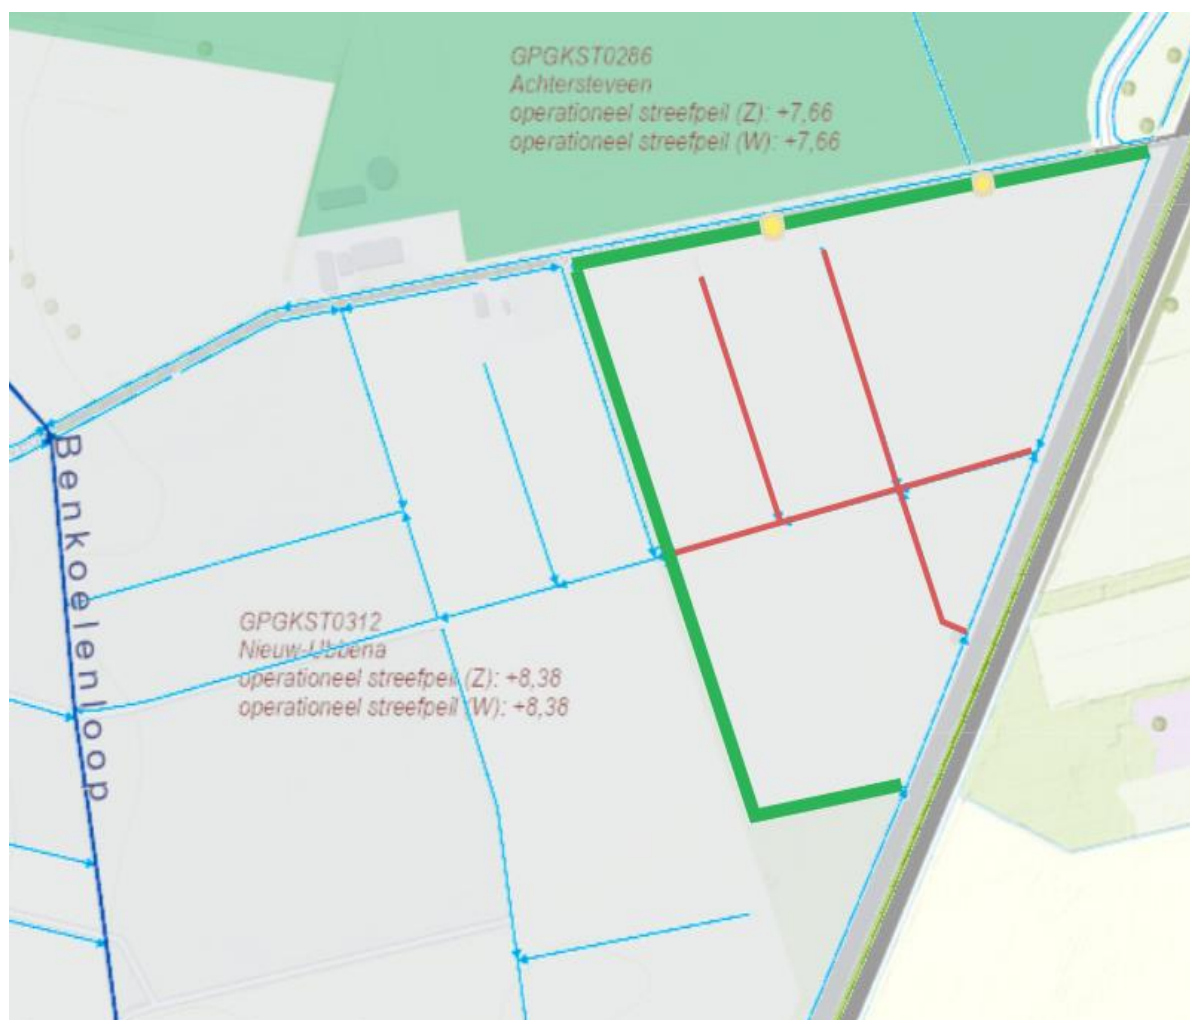 GPGKST0286
Achtersteveen
operationeel streefpeil (Z): +7,66
operationeel streefpeil (W): +7,66
Benkoelenloop
GPGKST0312
Nieuw-Ubbena
operationeel streefpeil (Z): +8,38
operationeel streefpeil (W): +8,38